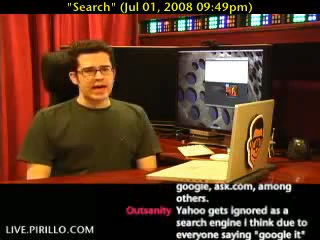 "Search" (Jul 01, 2008 09:49pm)
google, ask.com, among
others.
Outsanity Yahoo gets ignored as a
search engine i think due to
everyone saying "google it"
LIVE.PIRILLO.COM